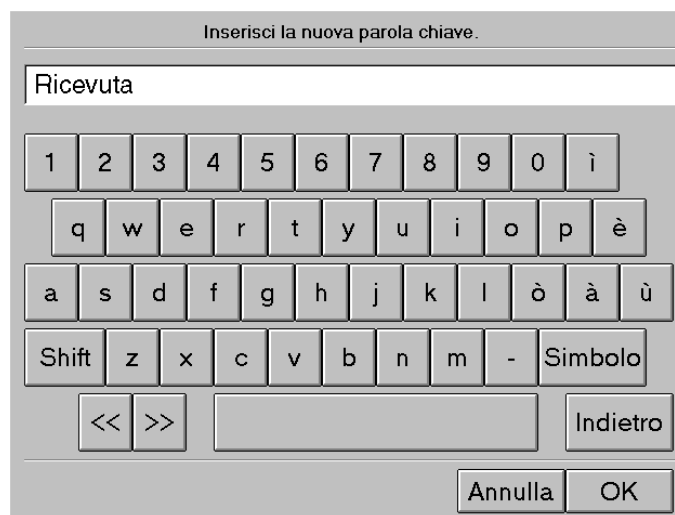 Inserisci la nuova parola chiave.
Ricevuta
1 2 3 4 5 6 7 8 9 0 ì
q w e r t y u i o p è
a s d f g h j k l ò à ù
Shift z x c v b n m - Simbolo
<< >> Indietro
Annulla OK